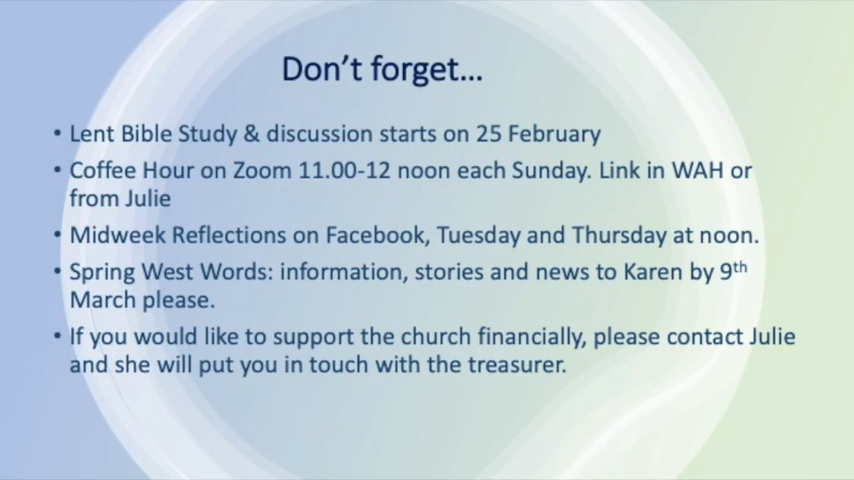 Don’t forget…
• Lent Bible Study & discussion starts on 25 February
• Coffee Hour on Zoom 11.00-12 noon each Sunday. Link in WAH or
from Julie
• Midweek Reflections on Facebook, Tuesday and Thursday at noon.
• Spring West Words: information, stories and news to Karen by 9th
March please.
• If you would like to support the church financially, please contact Julie
and she will put you in touch with the treasurer.